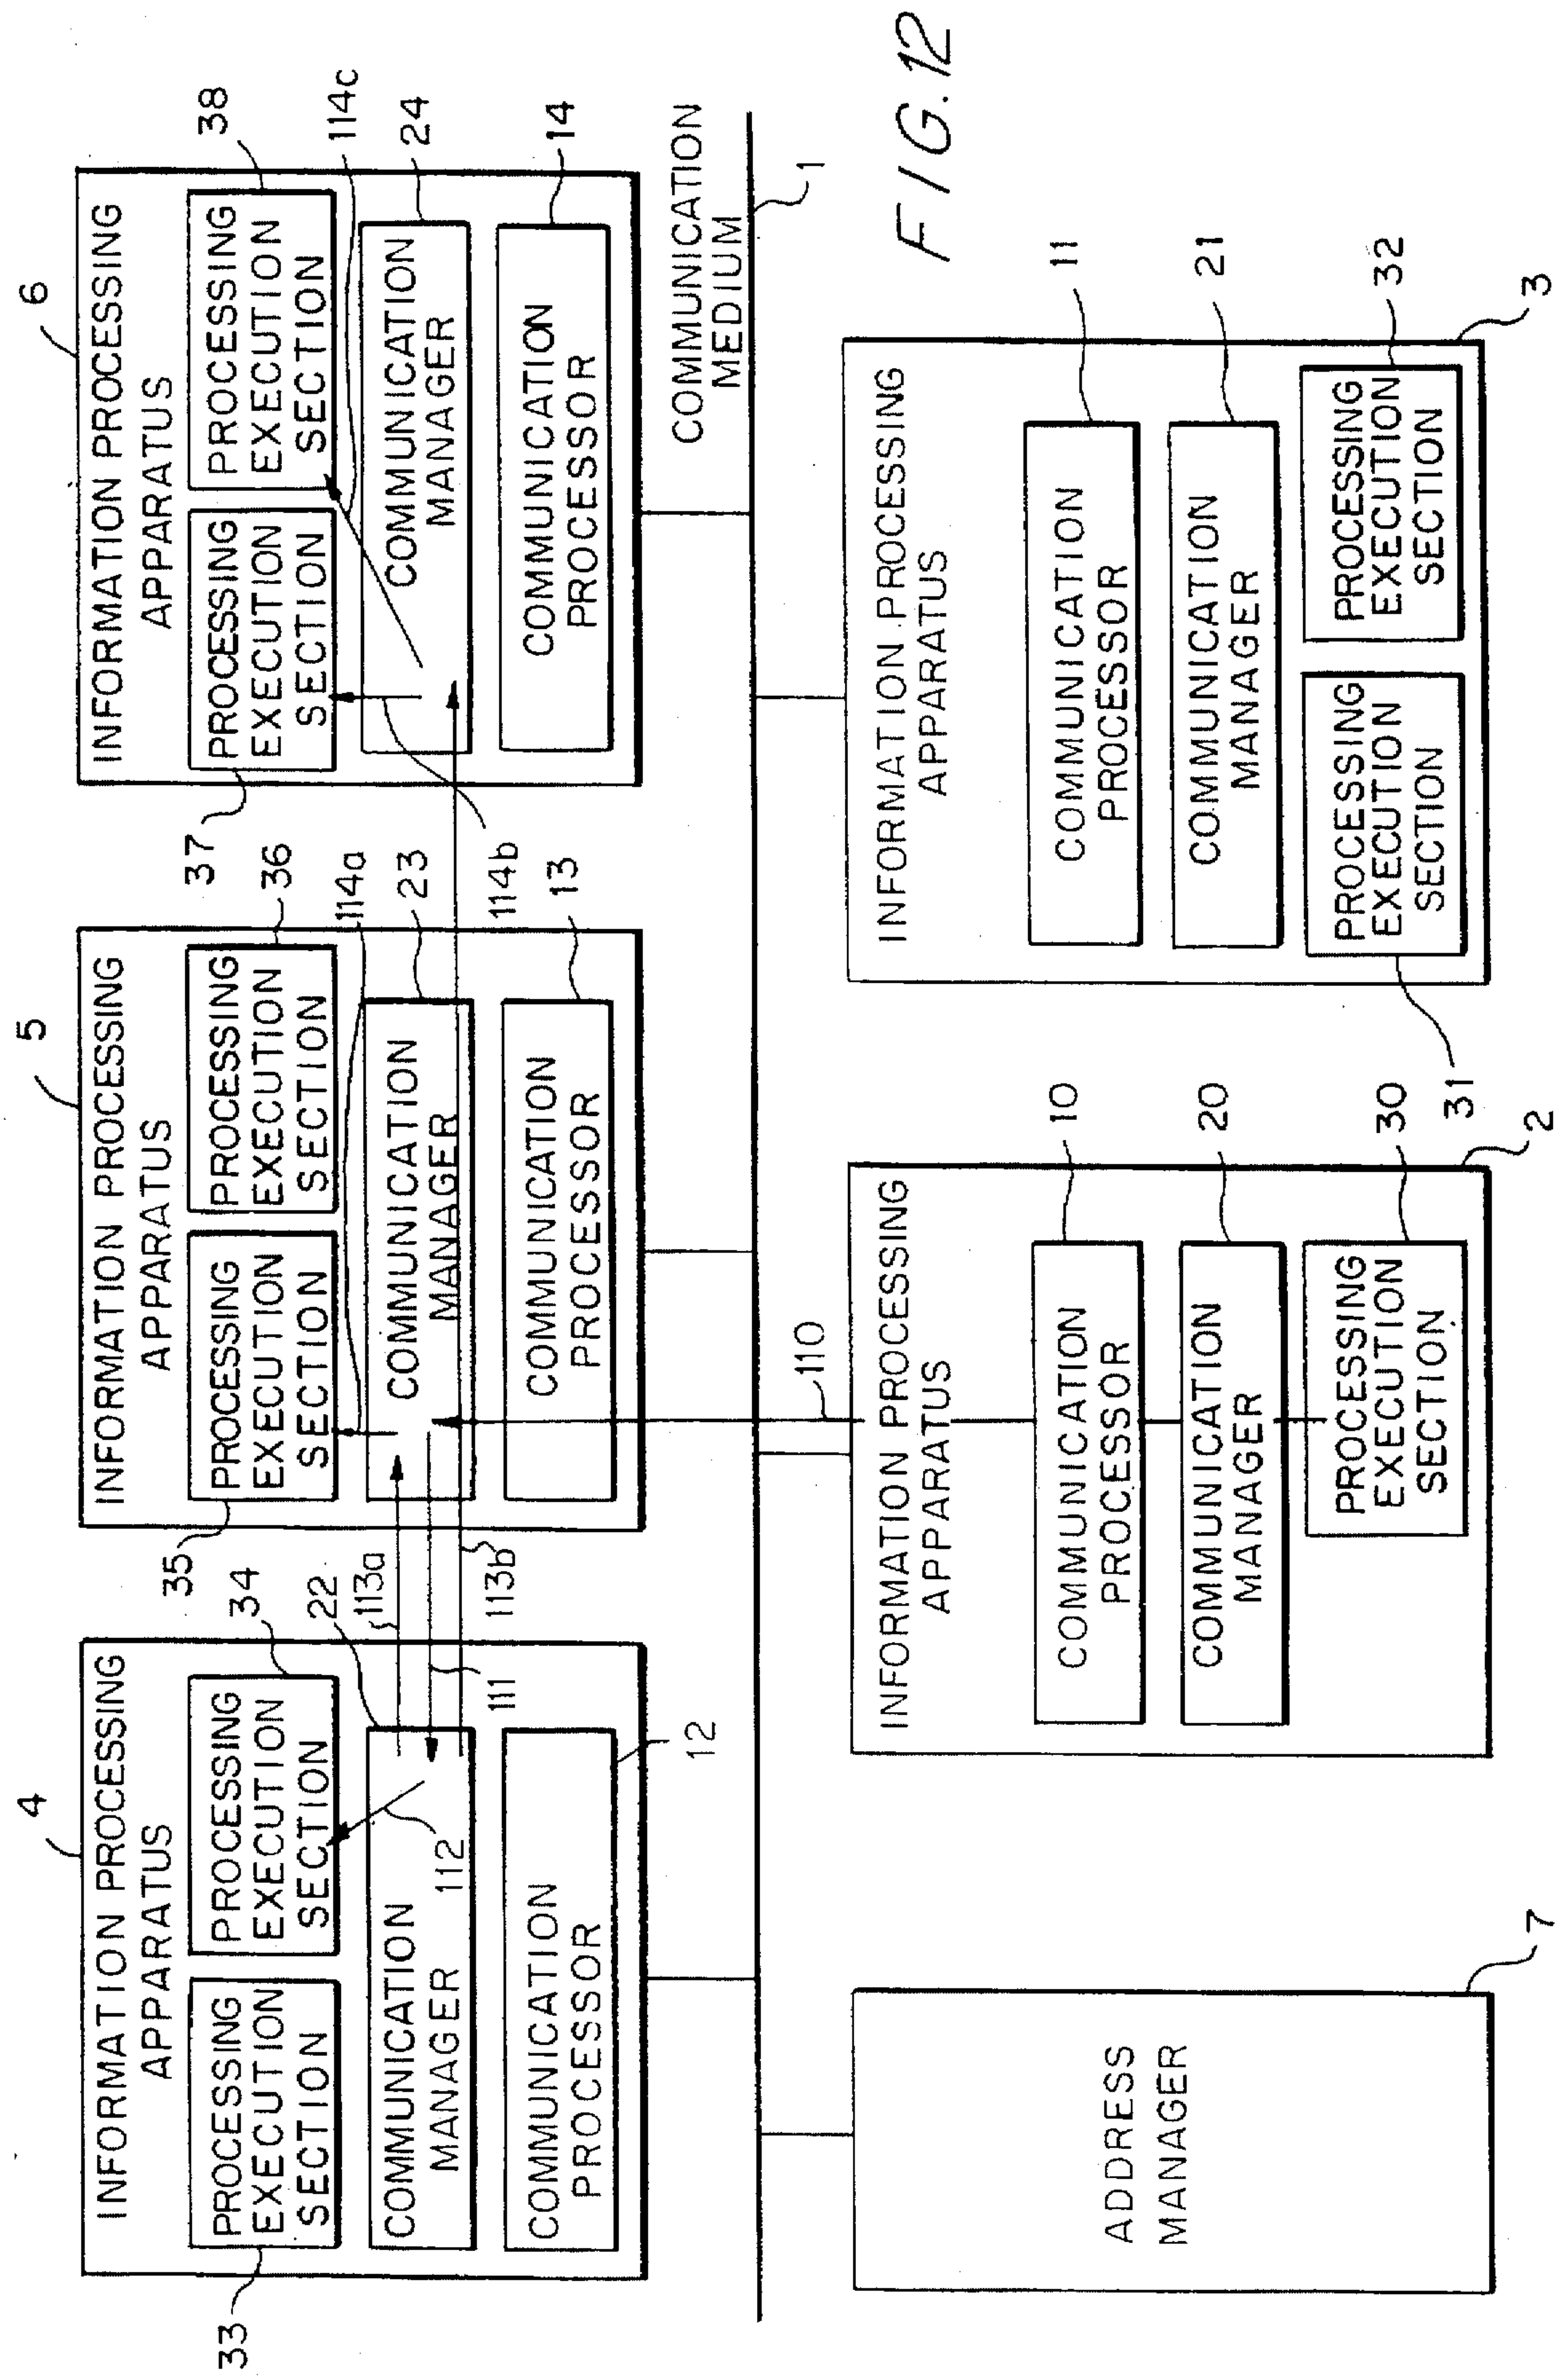 4
INFORMATION PROCESSING
APPARATUS
33
PROCESSING
EXECUTION
SECTION
34
PROCESSING
EXECUTION
SECTION
22
COMMUNICATION
MANAGER
112
COMMUNICATION
PROCESSOR
12
113a
111
113b
5
INFORMATION PROCESSING
APPARATUS
35
PROCESSING
EXECUTION
SECTION
36
PROCESSING
EXECUTION
SECTION
114a
23
COMMUNICATION
MANAGER
COMMUNICATION
PROCESSOR
13
114b
6
INFORMATION PROCESSING
APPARATUS
37
PROCESSING
EXECUTION
SECTION
38
PROCESSING
EXECUTION
SECTION
114c
24
COMMUNICATION
MANAGER
COMMUNICATION
PROCESSOR
14
COMMUNICATION
MEDIUM
1
ADDRESS
MANAGER
7
110
INFORMATION PROCESSING
APPARATUS
COMMUNICATION
PROCESSOR
10
COMMUNICATION
MANAGER
20
PROCESSING
EXECUTION
SECTION
30
2
INFORMATION PROCESSING
APPARATUS
COMMUNICATION
PROCESSOR
11
COMMUNICATION
MANAGER
21
PROCESSING
EXECUTION
SECTION
31
PROCESSING
EXECUTION
SECTION
32
3
FIG. 12